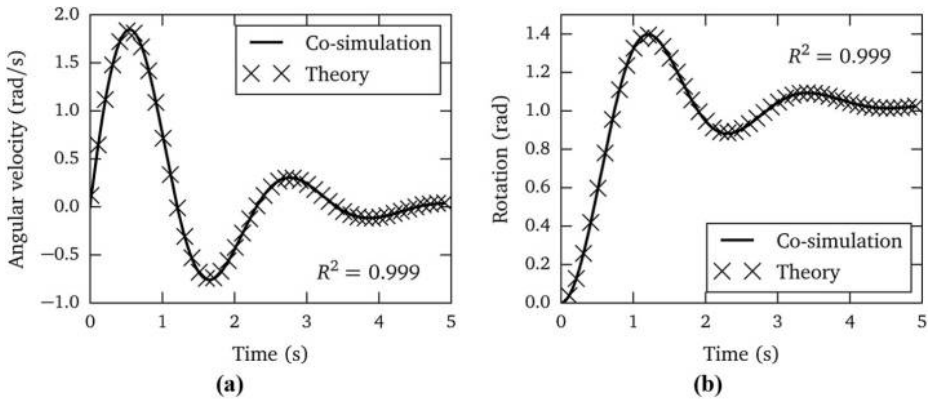 2.0
1.5
1.0
0.5
0.0
−0.5
−1.0
Angular velocity (rad/s)
Co-simulation
Theory
R² = 0.999
0 1 2 3 4 5
Time (s)
(a)
1.4
1.2
1.0
0.8
0.6
0.4
0.2
0.0
Rotation (rad)
R² = 0.999
Co-simulation
Theory
0 1 2 3 4 5
Time (s)
(b)